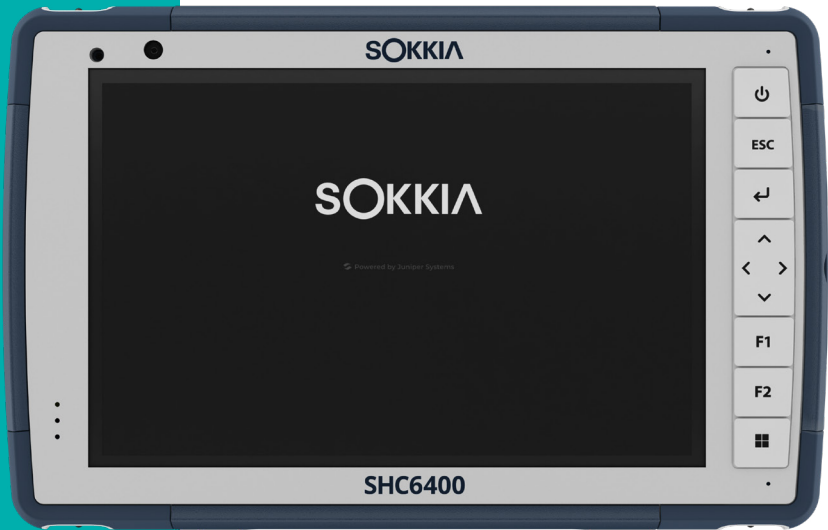 SOKKIA
ESC
SOKKIA
Powered by Juniper Systems
F1
F2
SHC6400